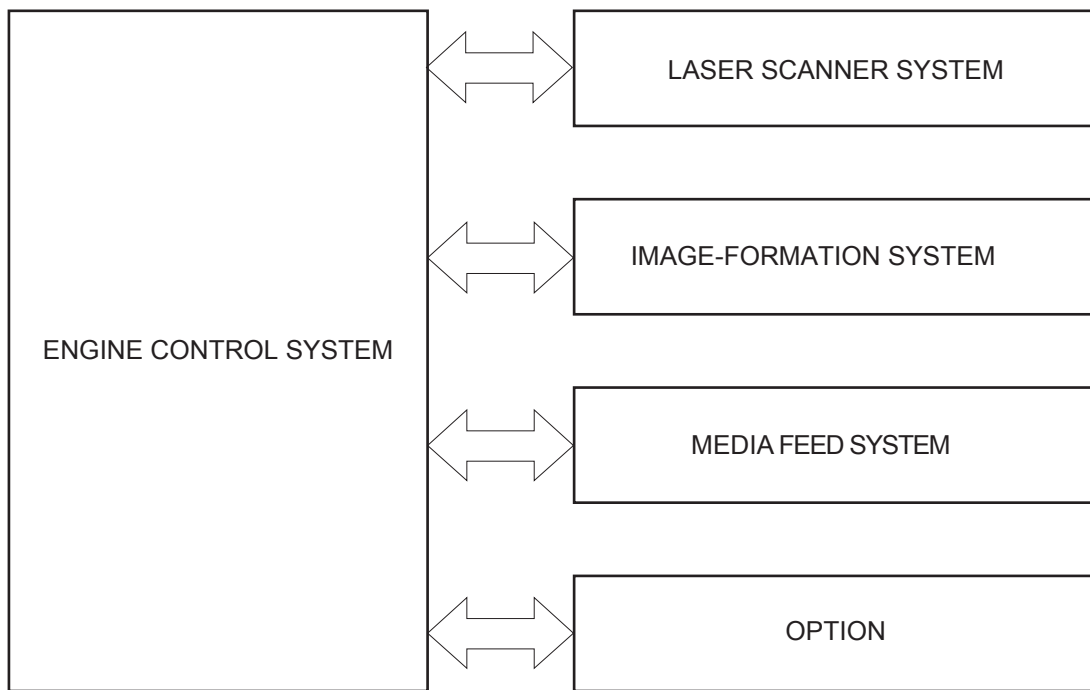 LASER SCANNER SYSTEM
IMAGE-FORMATION SYSTEM
ENGINE CONTROL SYSTEM
MEDIA FEED SYSTEM
OPTION